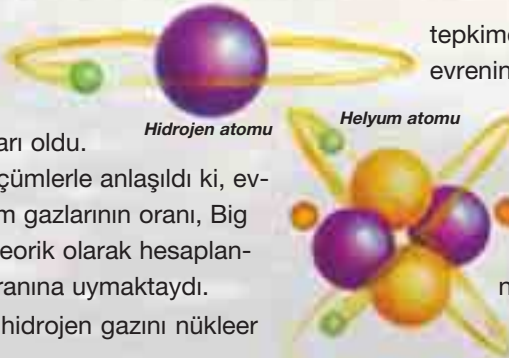 Hidrojen atomu
arı oldu.
çümlerle anlaşıldı ki, ev-
m gazlarının oranı, Big
eorik olarak hesaplan-
ranına uymaktaydı.
hidrojen gazını nükleer
tepkime
evrenin
Helyum atomu
n